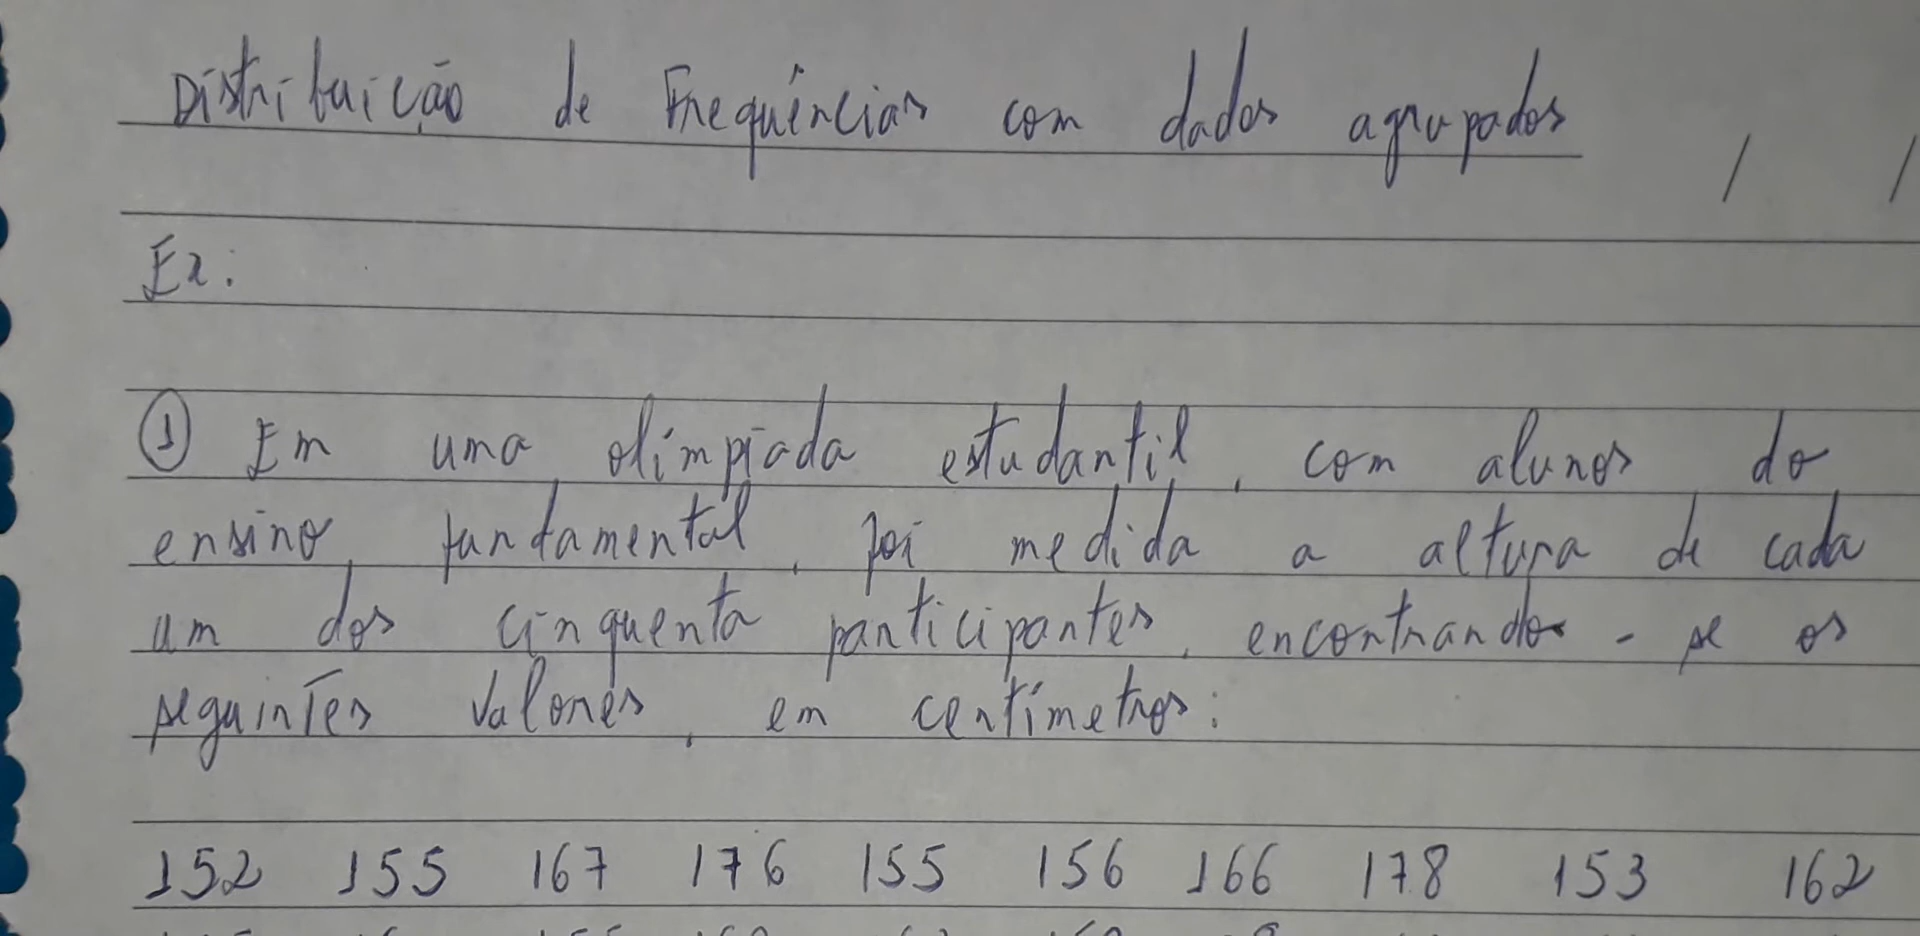 Distribuição de Frequências com dados agrupados
/ /
Ex:
① Em uma olimpíada estudantil, com alunos do
ensino fundamental, foi medida a altura de cada
um dos cinquenta participantes, encontrando-se os
seguintes valores, em centímetros:
152 155 167 176 155 156 166 178 153 162